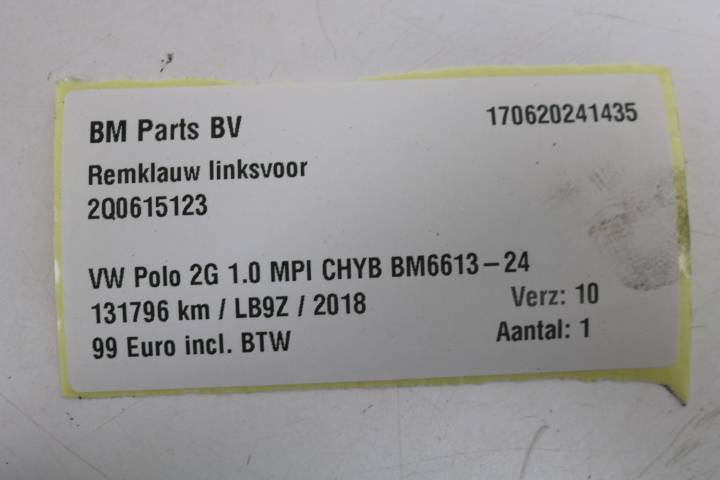 BM Parts BV 170620241435
Remklauw linksvoor
2Q0615123
VW Polo 2G 1.0 MPI CHYB BM6613-24
131796 km / LB9Z / 2018 Verz: 10
99 Euro incl. BTW Aantal: 1